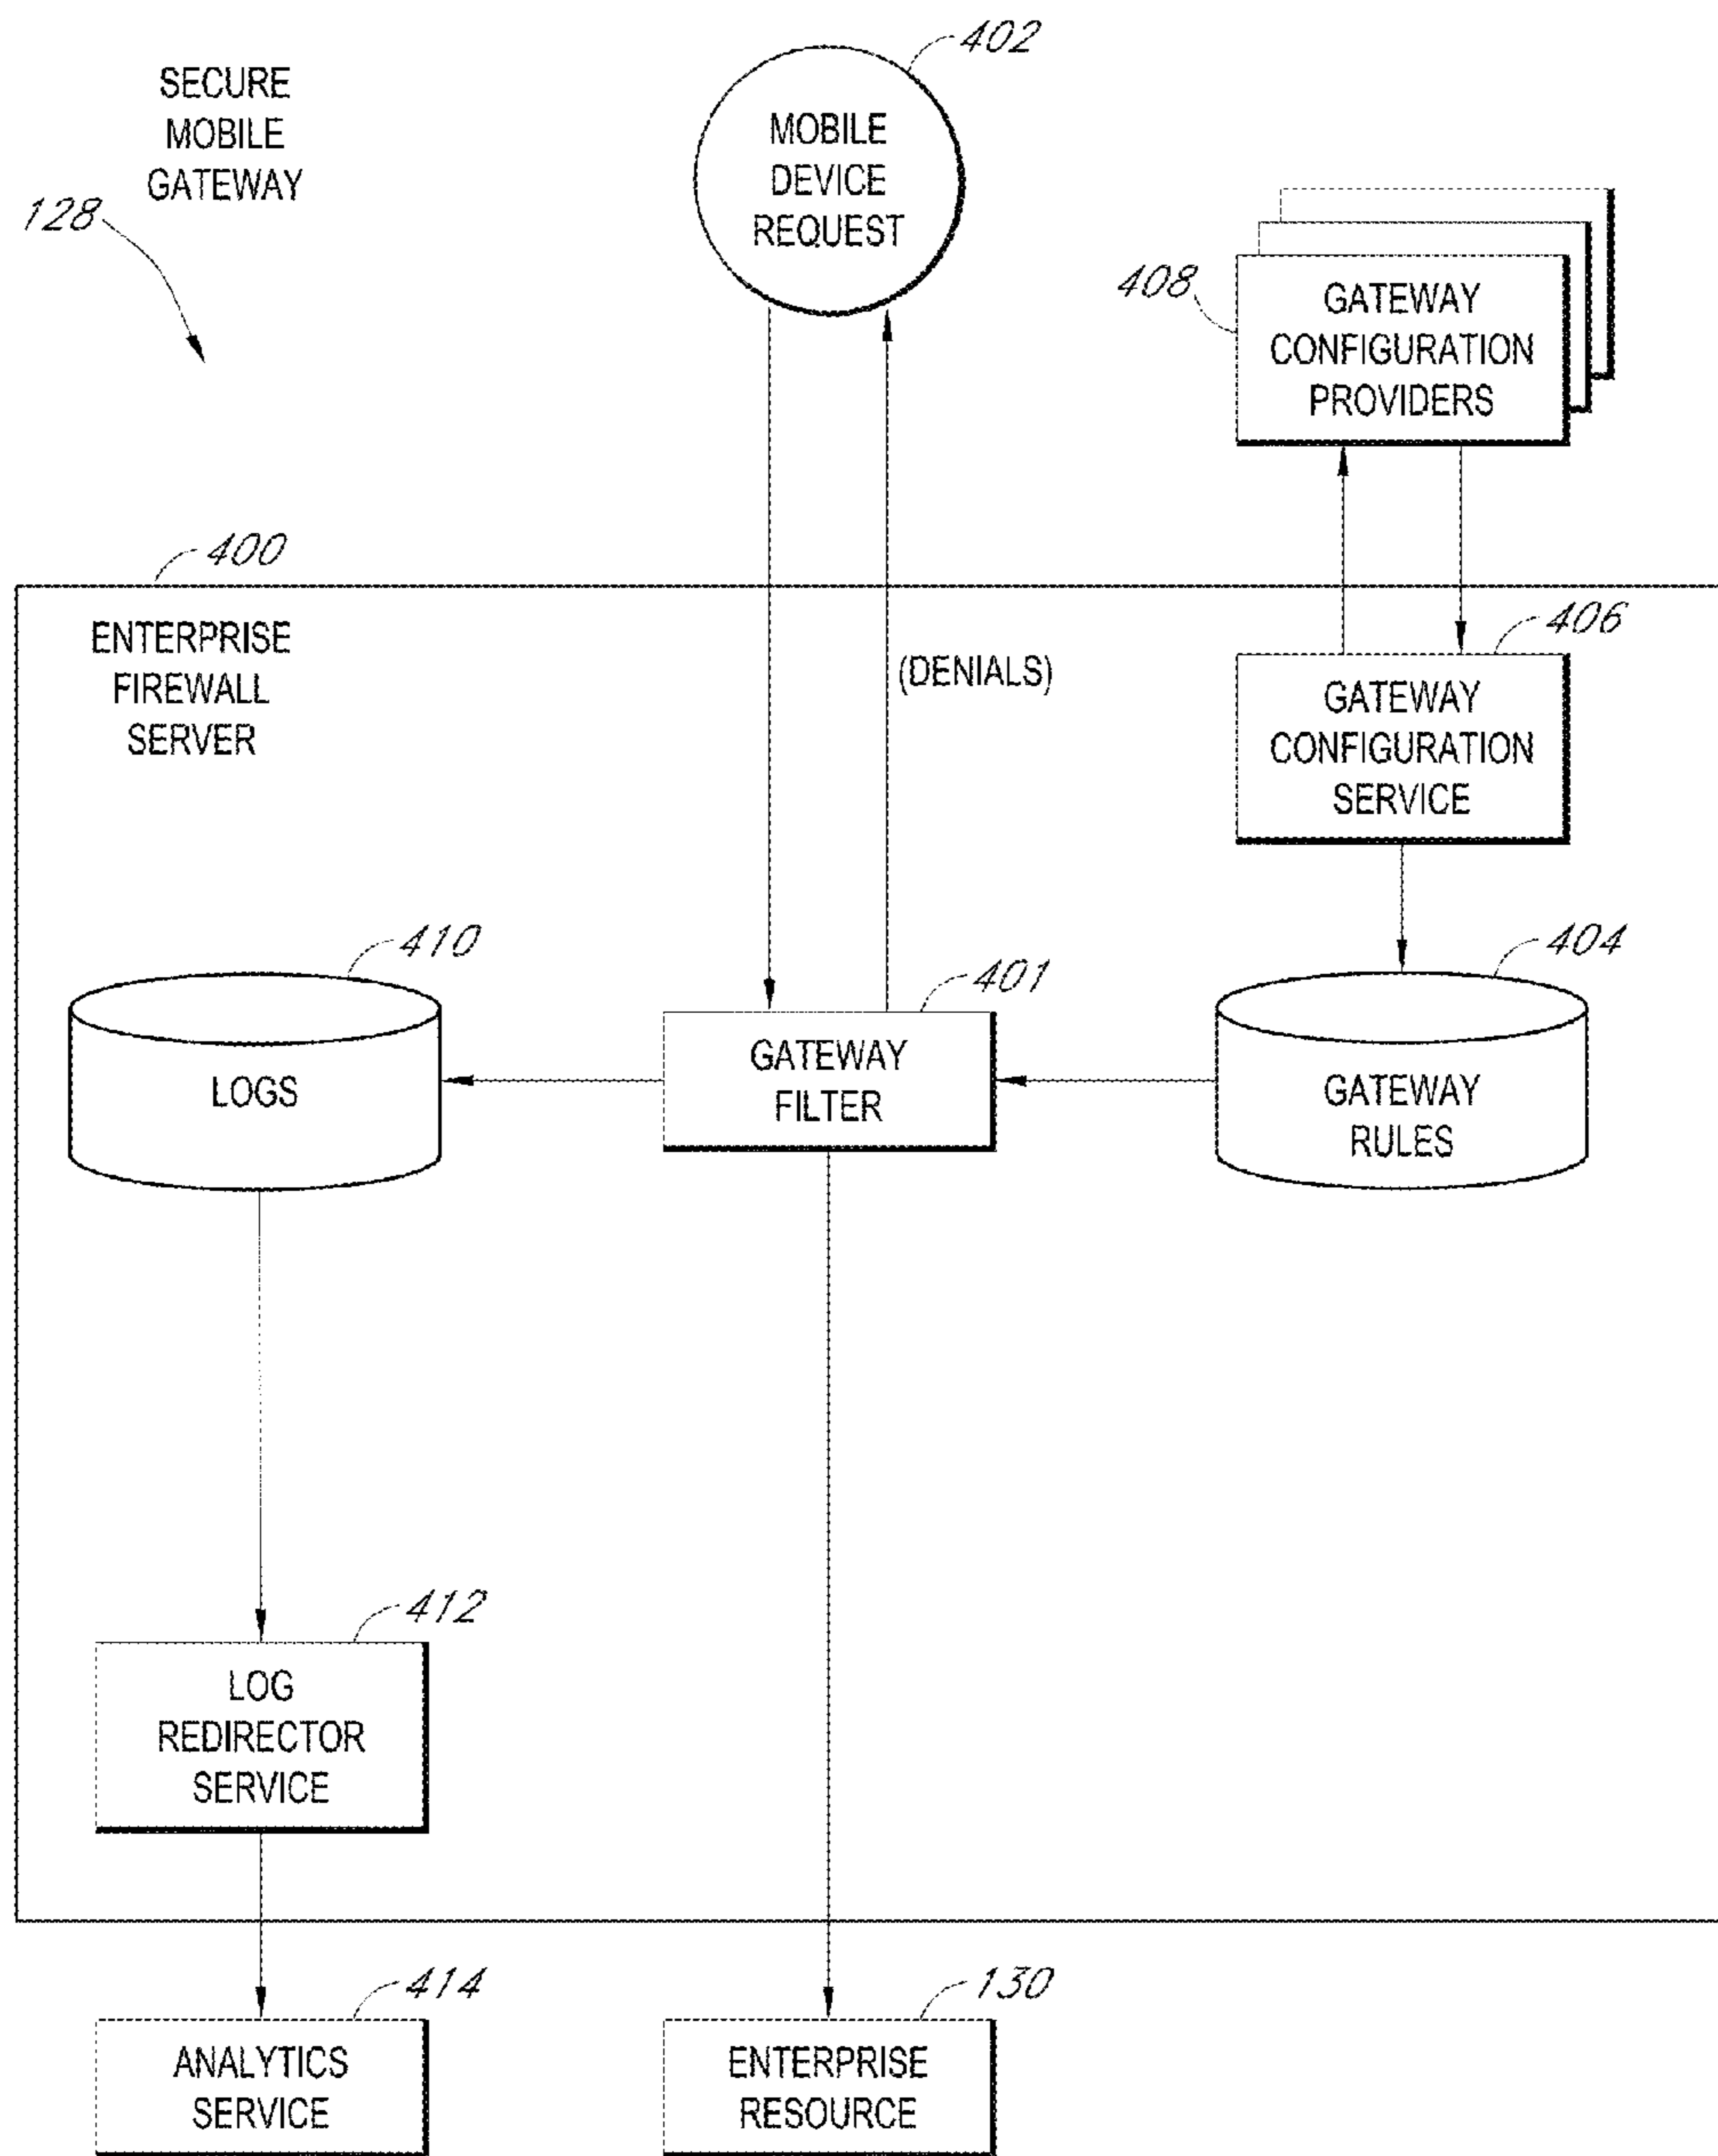 402
SECURE
MOBILE
GATEWAY
128
MOBILE
DEVICE
REQUEST
408
GATEWAY
CONFIGURATION
PROVIDERS
400
ENTERPRISE
FIREWALL
SERVER
(DENIALS)
406
GATEWAY
CONFIGURATION
SERVICE
410
LOGS
401
GATEWAY
FILTER
404
GATEWAY
RULES
412
LOG
REDIRECTOR
SERVICE
414
ANALYTICS
SERVICE
130
ENTERPRISE
RESOURCE